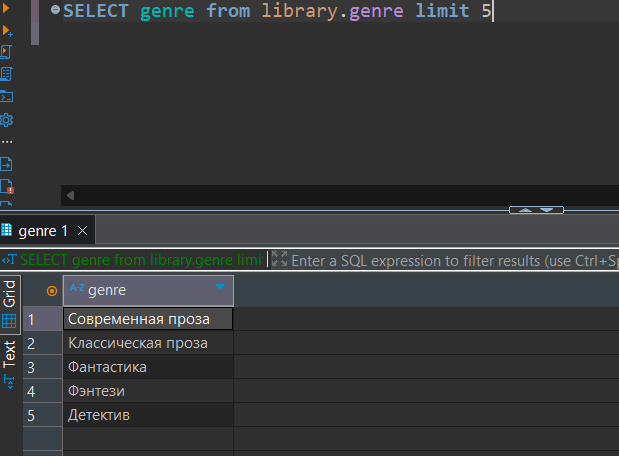 SELECT genre from library.genre limit 5
genre 1
SELECT genre from library.genre limi
Enter a SQL expression to filter results (use Ctrl+Sp
Grid
Text
A-Z genre
1 Современная проза
2 Классическая проза
3 Фантастика
4 Фэнтези
5 Детектив